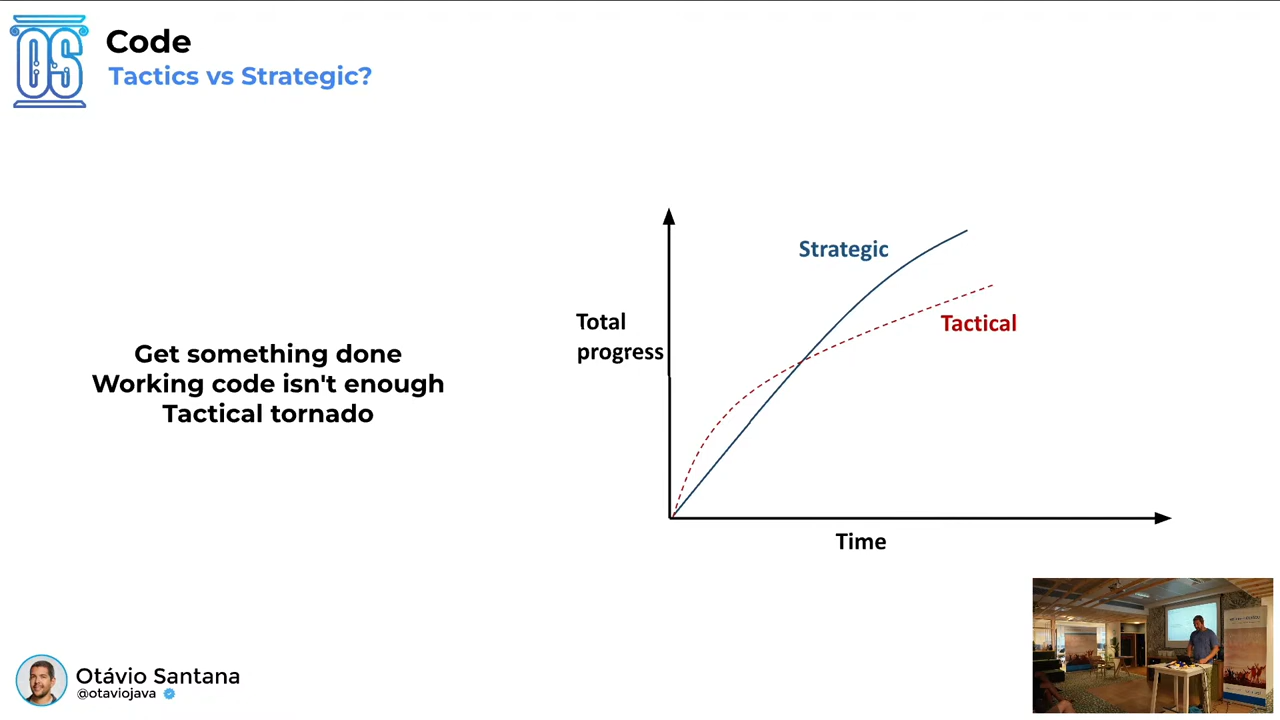 OS
Code
Tactics vs Strategic?
Get something done
Working code isn't enough
Tactical tornado
Total
progress
Strategic
Tactical
Time
Otávio Santana
@otaviojava